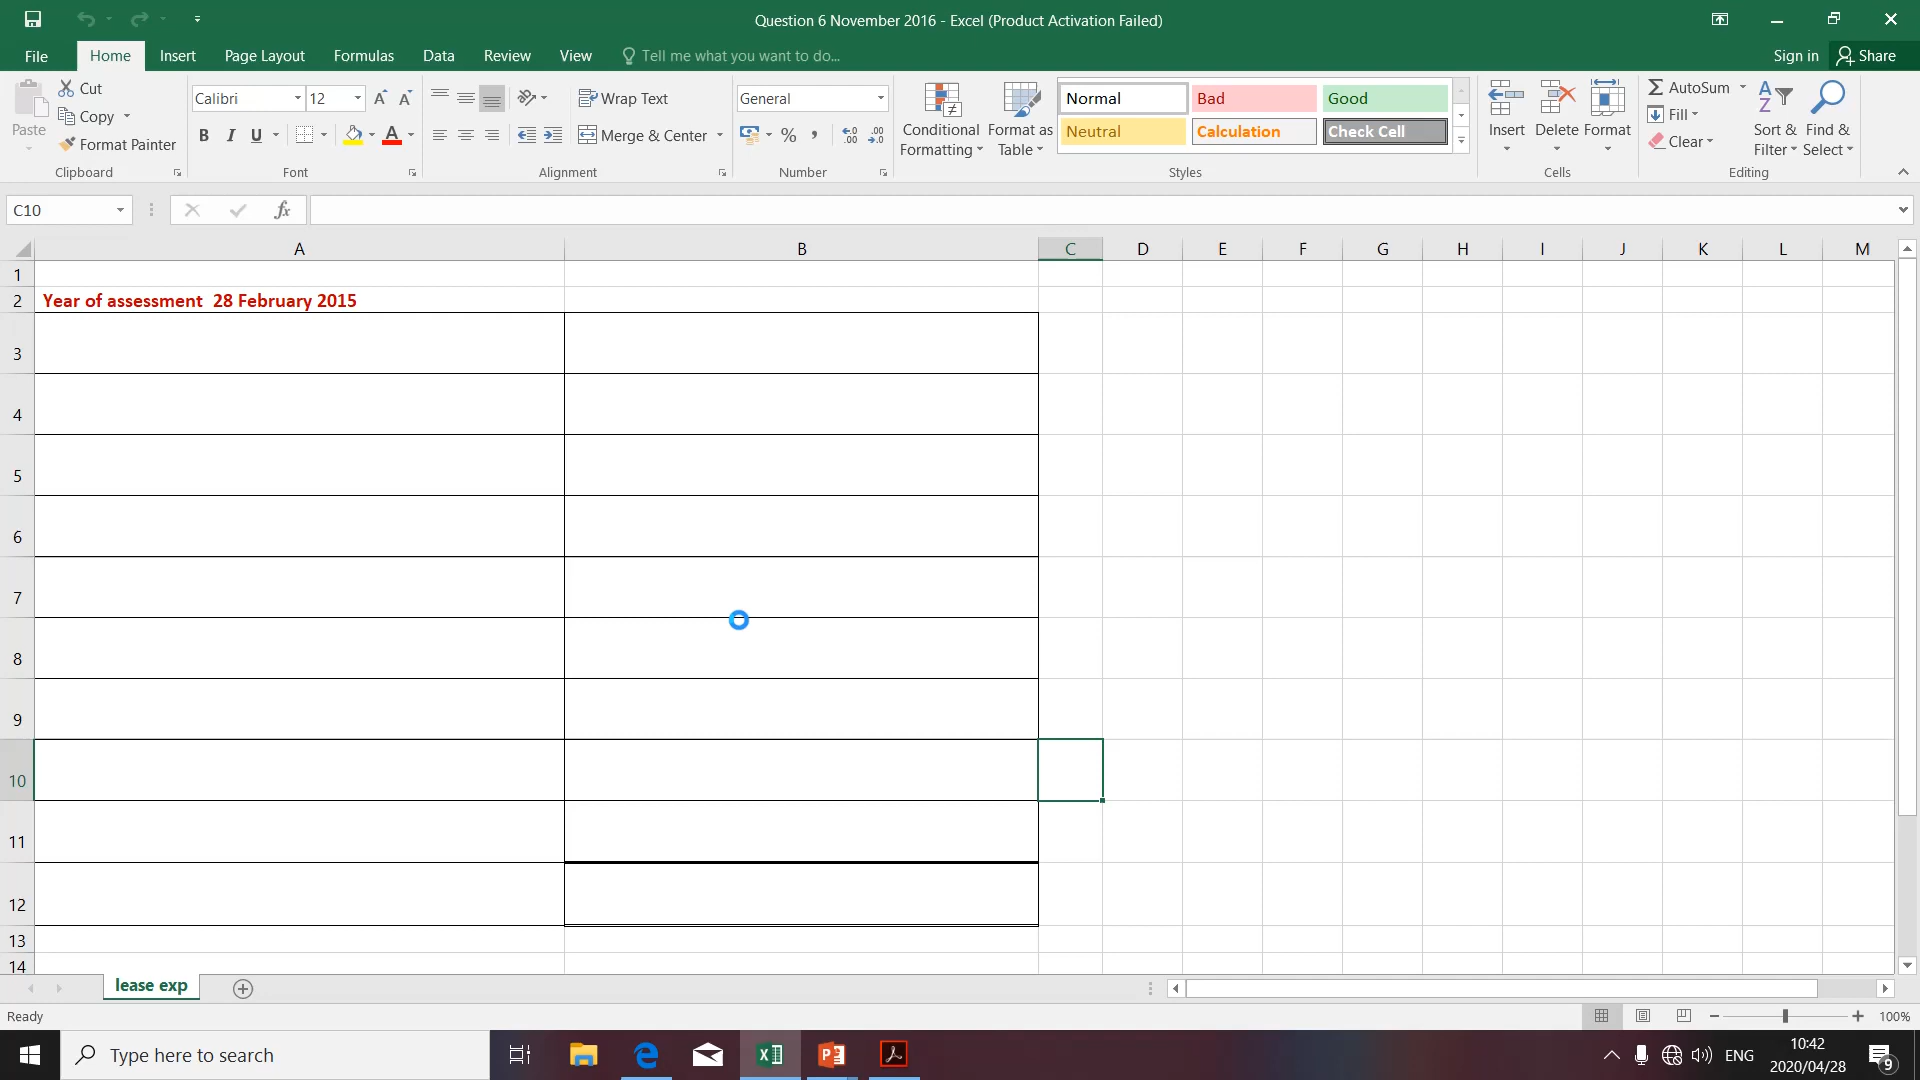 Question 6 November 2016 - Excel (Product Activation Failed)
File Home Insert Page Layout Formulas Data Review View Tell me what you want to do... Sign in Share
Paste Cut Copy Format Painter Clipboard
Calibri 12 A A B I U A Font
Wrap Text Merge & Center Alignment
General % , .00 Number
Conditional Formatting Format as Table
Normal Bad Good
Neutral Calculation Check Cell
Styles
Insert Delete Format Cells
AutoSum Fill Clear Sort & Filter Find & Select Editing
C10 fx
A B C D E F G H I J K L M
1
2 Year of assessment 28 February 2015
3
4
5
6
7
8
9
10
11
12
13
14
lease exp
Ready 100%
Type here to search ENG 10:42
2020/04/28 9